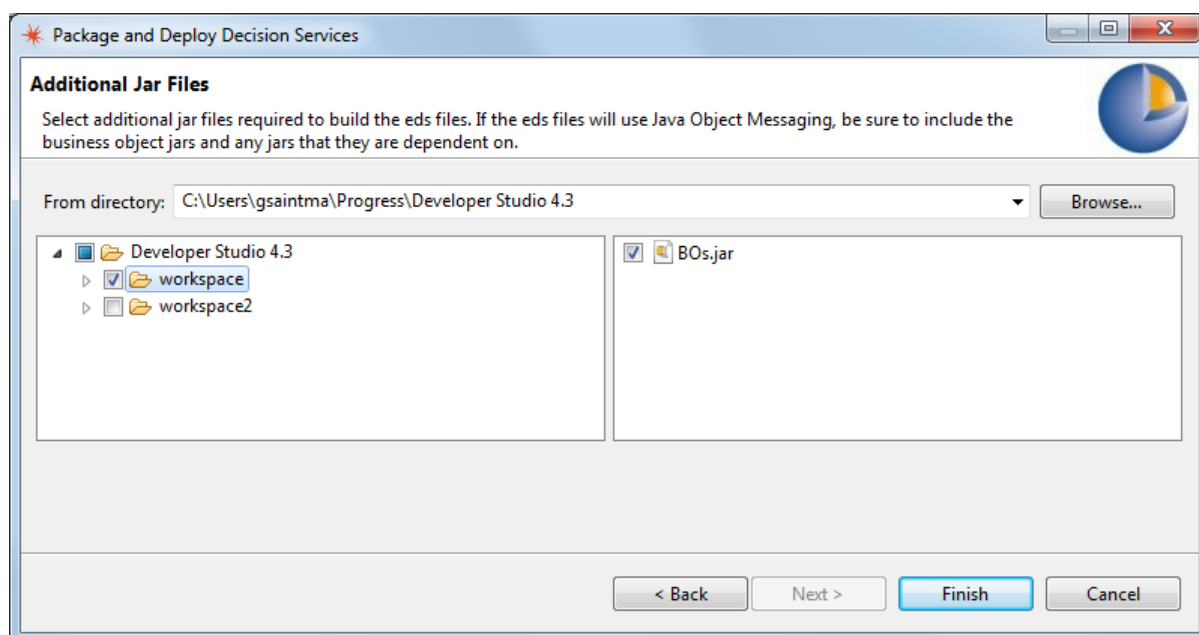 Package and Deploy Decision Services
Additional Jar Files
Select additional jar files required to build the eds files. If the eds files will use Java Object Messaging, be sure to include the
business object jars and any jars that they are dependent on.
From directory: C:\Users\gsaintma\Progress\Developer Studio 4.3 Browse...
Developer Studio 4.3
workspace
workspace2
BOs.jar
< Back Next > Finish Cancel